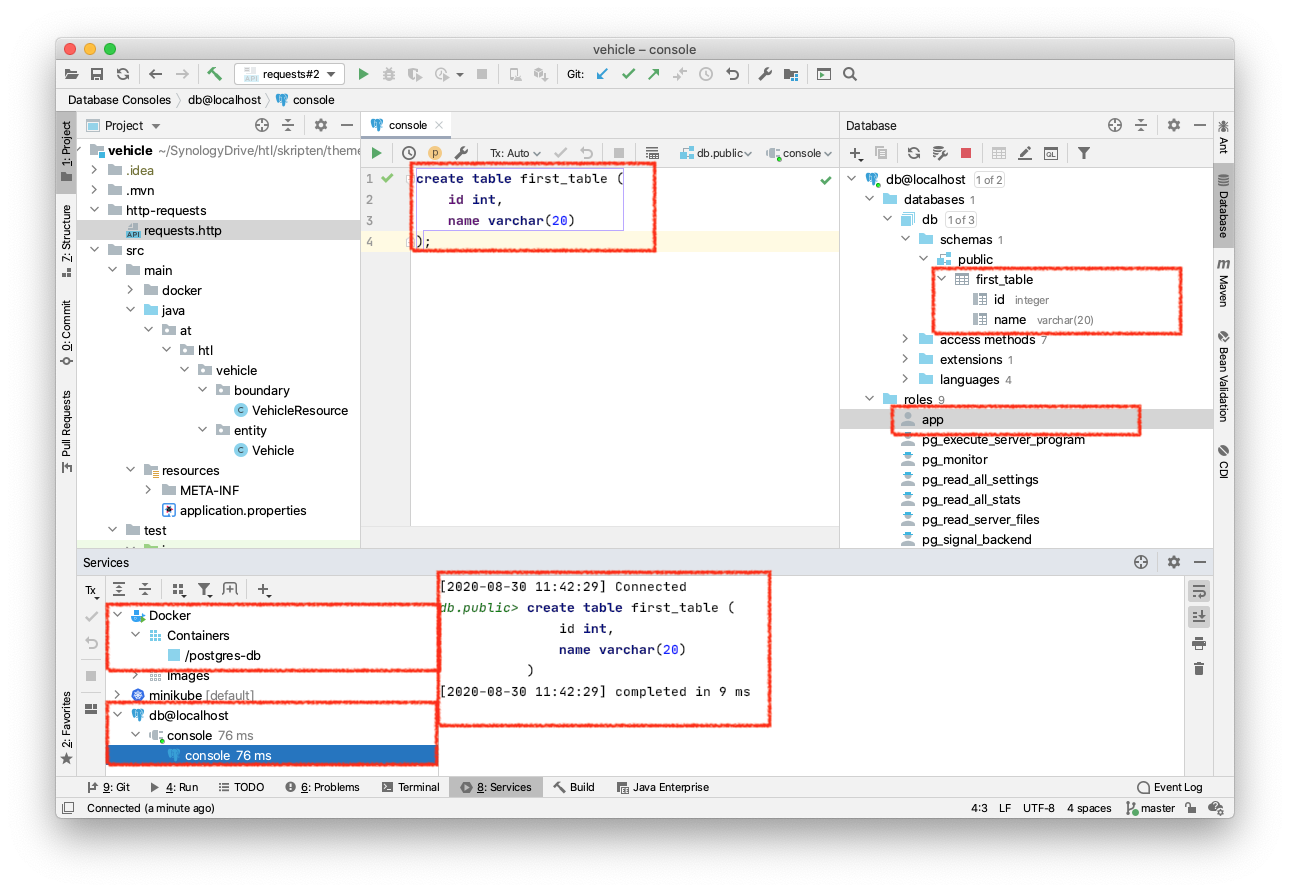 vehicle – console
requests#2
Git:
Database Consoles
db@localhost
console
1: Project
Z: Structure
0: Commit
Pull Requests
2: Favorites
Project
vehicle ~/SynologyDrive/htl/skripten/theme
.idea
.mvn
http-requests
API requests.http
src
main
docker
java
at
htl
vehicle
boundary
C VehicleResource
entity
C Vehicle
resources
META-INF
application.properties
test
console
Tx: Auto
db.public
console
1 create table first_table (
2 id int,
3 name varchar(20)
4 );
Database
db@localhost 1 of 2
databases 1
db 1 of 3
schemas 1
public
first_table
id integer
name varchar(20)
access methods 7
extensions 1
languages 4
roles 9
app
pg_execute_server_program
pg_monitor
pg_read_all_settings
pg_read_all_stats
pg_read_server_files
pg_signal_backend
Ant
Database
m Maven
Bean Validation
CDI
Services
Tx
Docker
Containers
/postgres-db
Images
minikube [default]
db@localhost
console 76 ms
console 76 ms
[2020-08-30 11:42:29] Connected
db.public> create table first_table (
id int,
name varchar(20)
)
[2020-08-30 11:42:29] completed in 9 ms
9: Git
4: Run
TODO
6: Problems
Terminal
8: Services
Build
Java Enterprise
Event Log
Connected (a minute ago)
4:3 LF UTF-8 4 spaces master